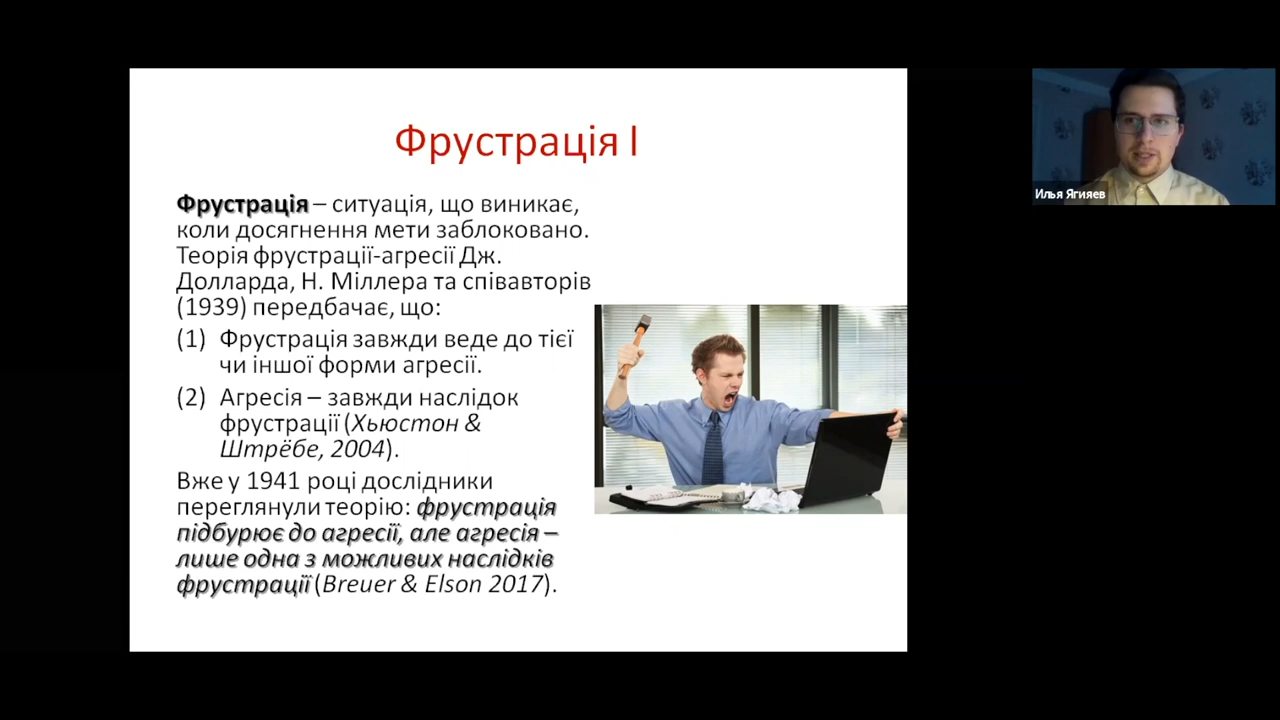 Фрустрація I
Фрустрація – ситуація, що виникає,
коли досягнення мети заблоковано.
Теорія фрустрації-агресії Дж.
Долларда, Н. Міллера та співавторів
(1939) передбачає, що:
(1) Фрустрація завжди веде до тієї
чи іншої форми агресії.
(2) Агресія – завжди наслідок
фрустрації (Хьюстон &
Штрёбе, 2004).
Вже у 1941 році дослідники
переглянули теорію: фрустрація
підбурює до агресії, але агресія –
лише одна з можливих наслідків
фрустрації (Breuer & Elson 2017).
Илья Ягияев